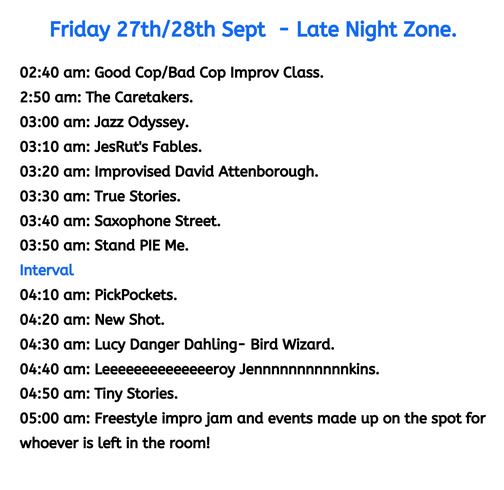 Friday 27th/28th Sept  - Late Night Zone.
02:40 am: Good Cop/Bad Cop Improv Class.
2:50 am: The Caretakers.
03:00 am: Jazz Odyssey.
03:10 am: JesRut's Fables.
03:20 am: Improvised David Attenborough.
03:30 am: True Stories.
03:40 am: Saxophone Street.
03:50 am: Stand PIE Me.
Interval
04:10 am: PickPockets.
04:20 am: New Shot.
04:30 am: Lucy Danger Dahling- Bird Wizard.
04:40 am: Leeeeeeeeeeeeeeroy Jennnnnnnnnnnkins.
04:50 am: Tiny Stories.
05:00 am: Freestyle impro jam and events made up on the spot for
whoever is left in the room!